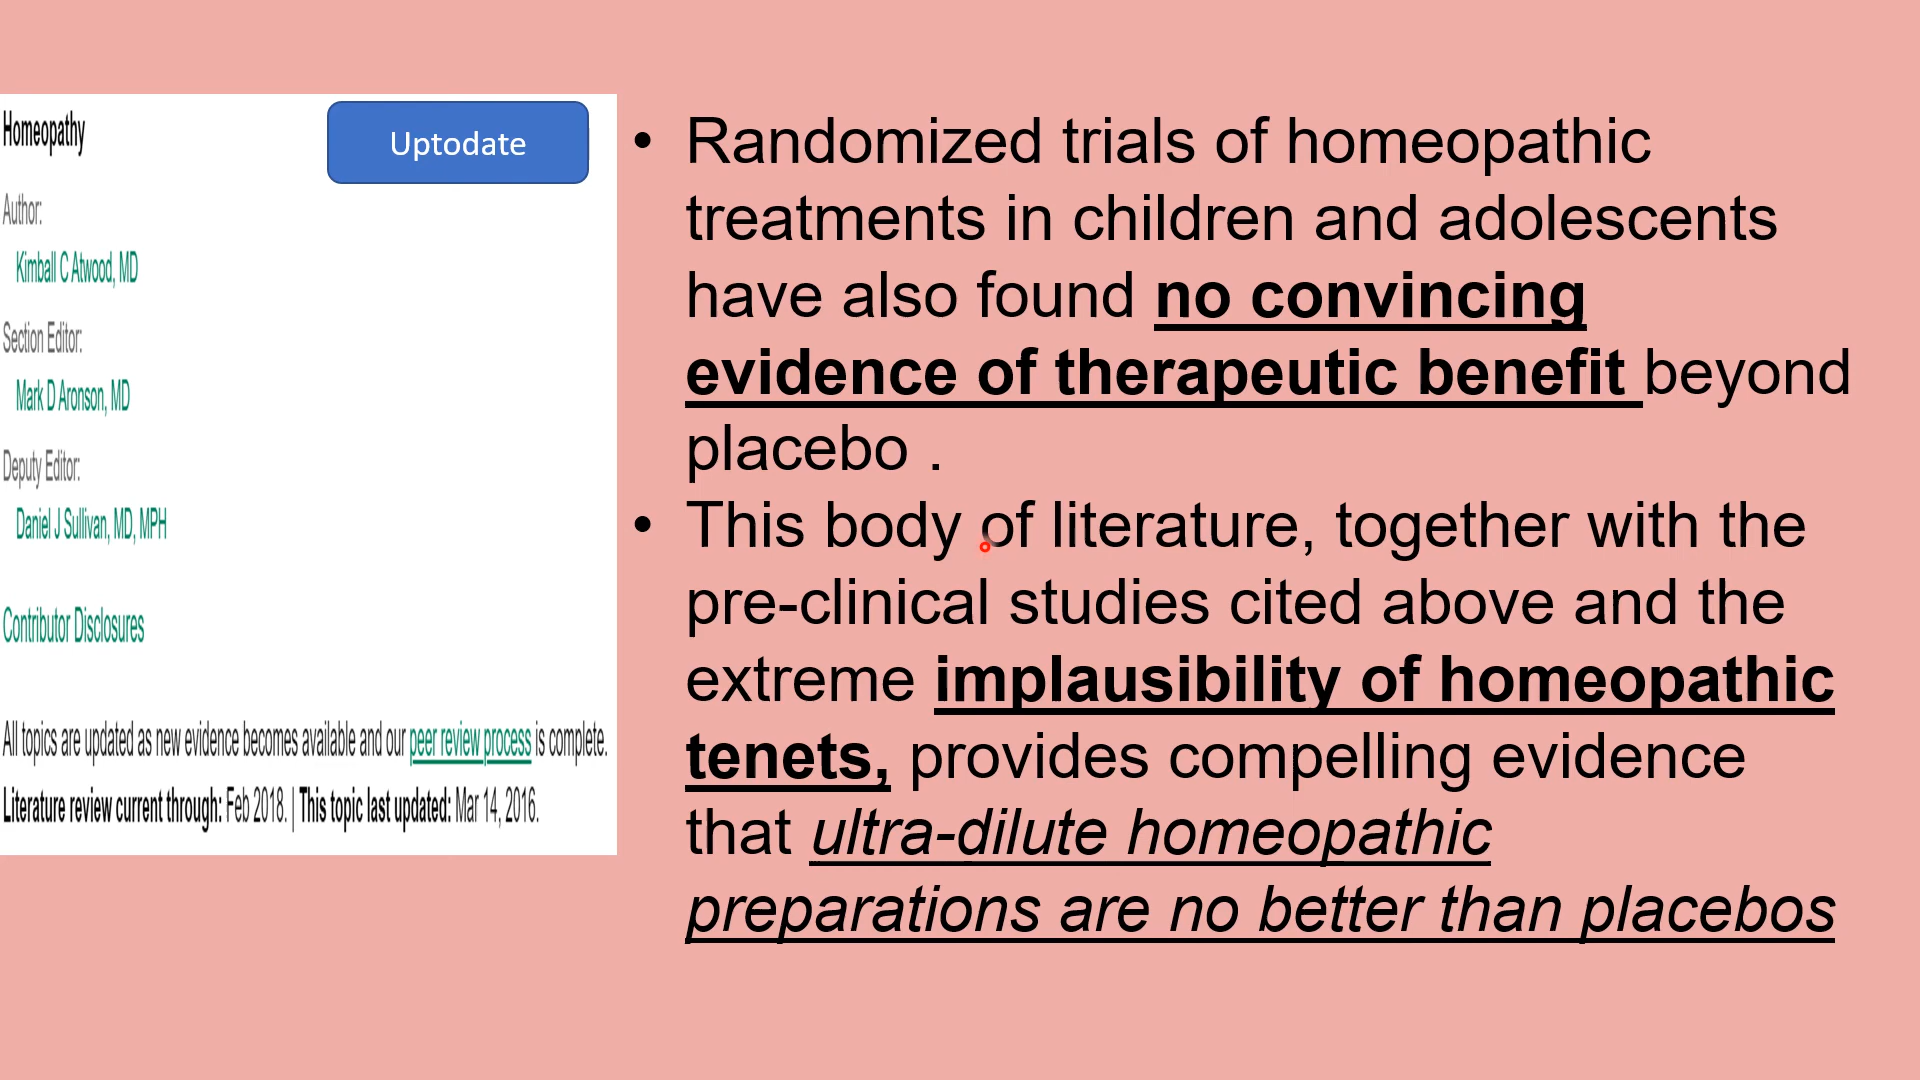 Homeopathy
Uptodate
Author:
Kimball C Atwood, MD
Section Editor:
Mark D Aronson, MD
Deputy Editor:
Daniel J Sullivan, MD, MPH
Contributor Disclosures
All topics are updated as new evidence becomes available and our peer review process is complete.
Literature review current through: Feb 2018. | This topic last updated: Mar 14, 2016.
• Randomized trials of homeopathic
treatments in children and adolescents
have also found no convincing
evidence of therapeutic benefit beyond
placebo .
• This body of literature, together with the
pre-clinical studies cited above and the
extreme implausibility of homeopathic
tenets, provides compelling evidence
that ultra-dilute homeopathic
preparations are no better than placebos